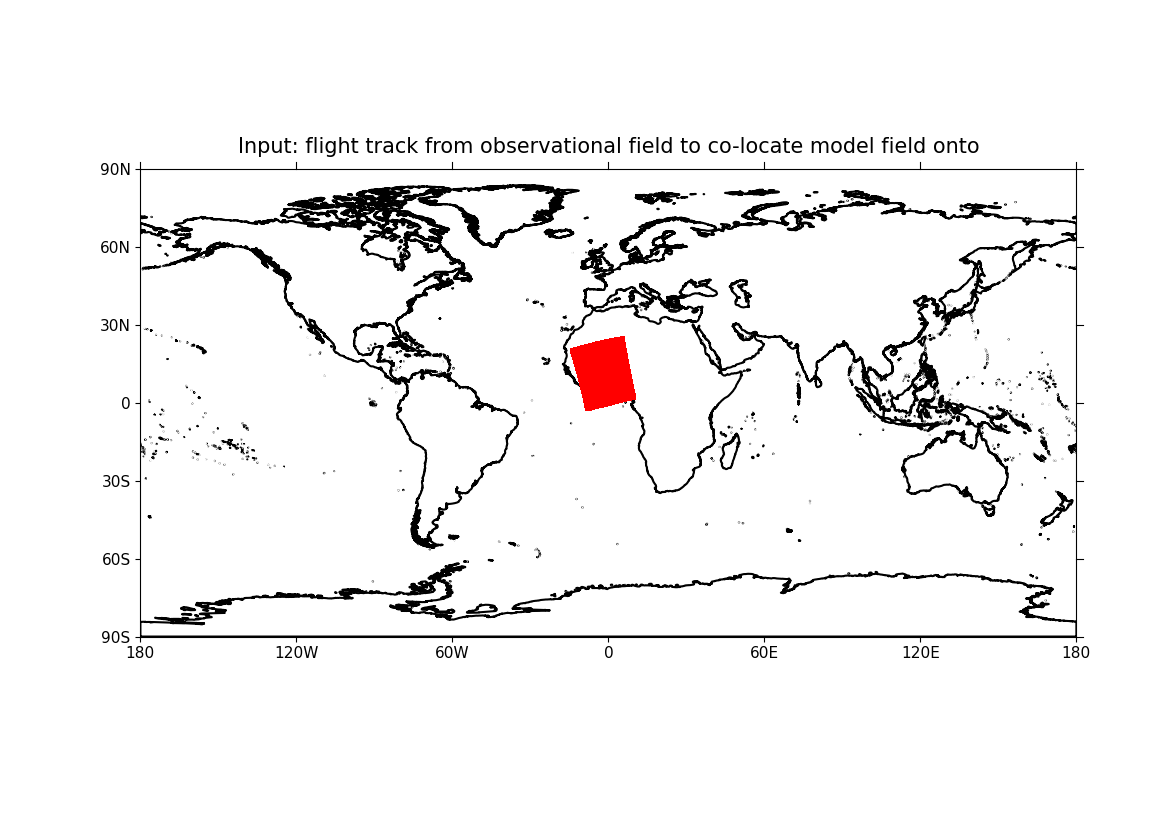 Input: flight track from observational field to co-locate model field onto
90N
60N
30N
0
30S
60S
90S
180 120W 60W 0 60E 120E 180